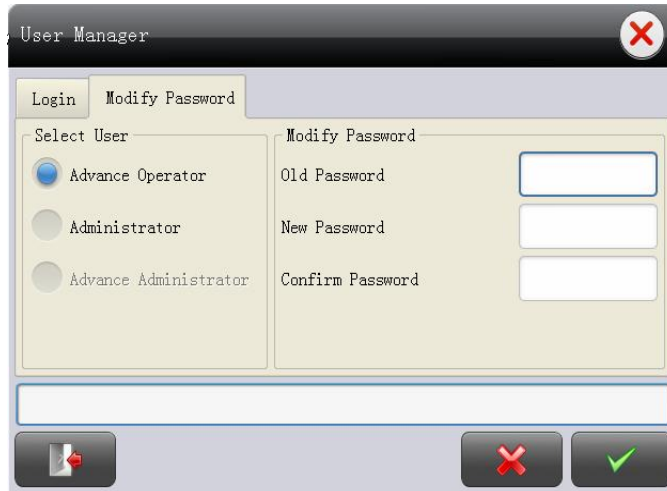 User Manager
Login
Modify Password
Select User
Advance Operator
Administrator
Advance Administrator
Modify Password
Old Password
New Password
Confirm Password